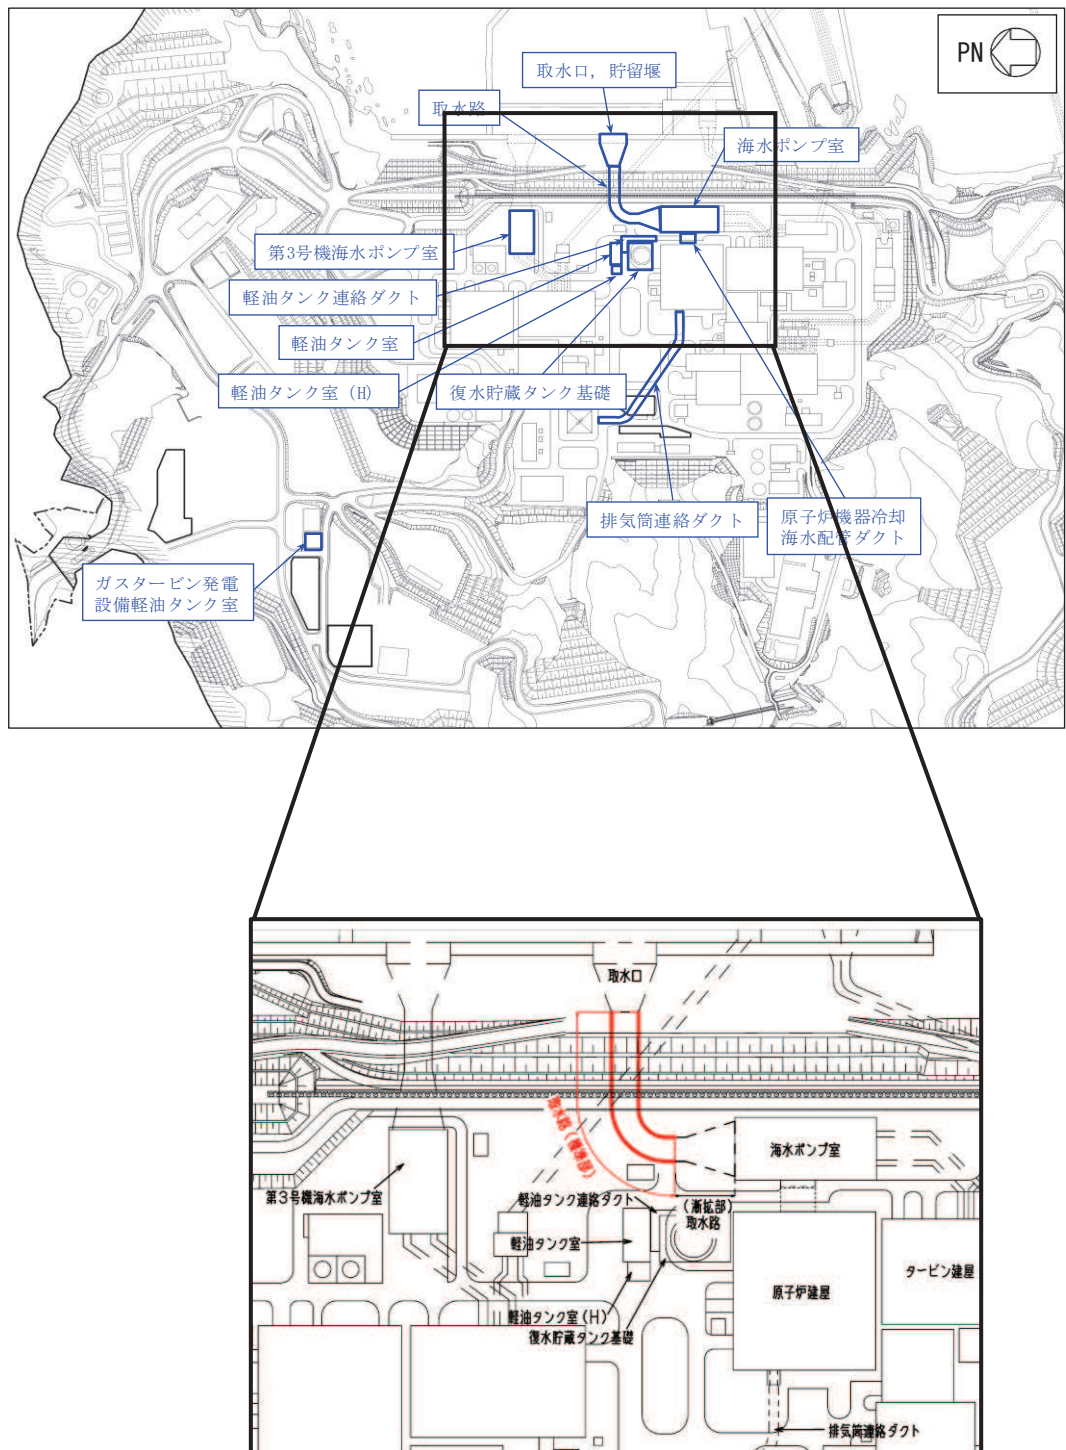 PN
取水口，貯留堰
取水路
海水ポンプ室
第3号機海水ポンプ室
軽油タンク連絡ダクト
軽油タンク室
軽油タンク室（H）
復水貯蔵タンク基礎
排気筒連絡ダクト
原子炉機器冷却
海水配管ダクト
ガスタービン発電
設備軽油タンク室
取水口
取水路（標準部）
海水ポンプ室
第3号機海水ポンプ室
軽油タンク連絡ダクト
（漸拡部）
取水路
軽油タンク室
タービン建屋
原子炉建屋
軽油タンク室(H)
復水貯蔵タンク基礎
排気筒連絡ダクト